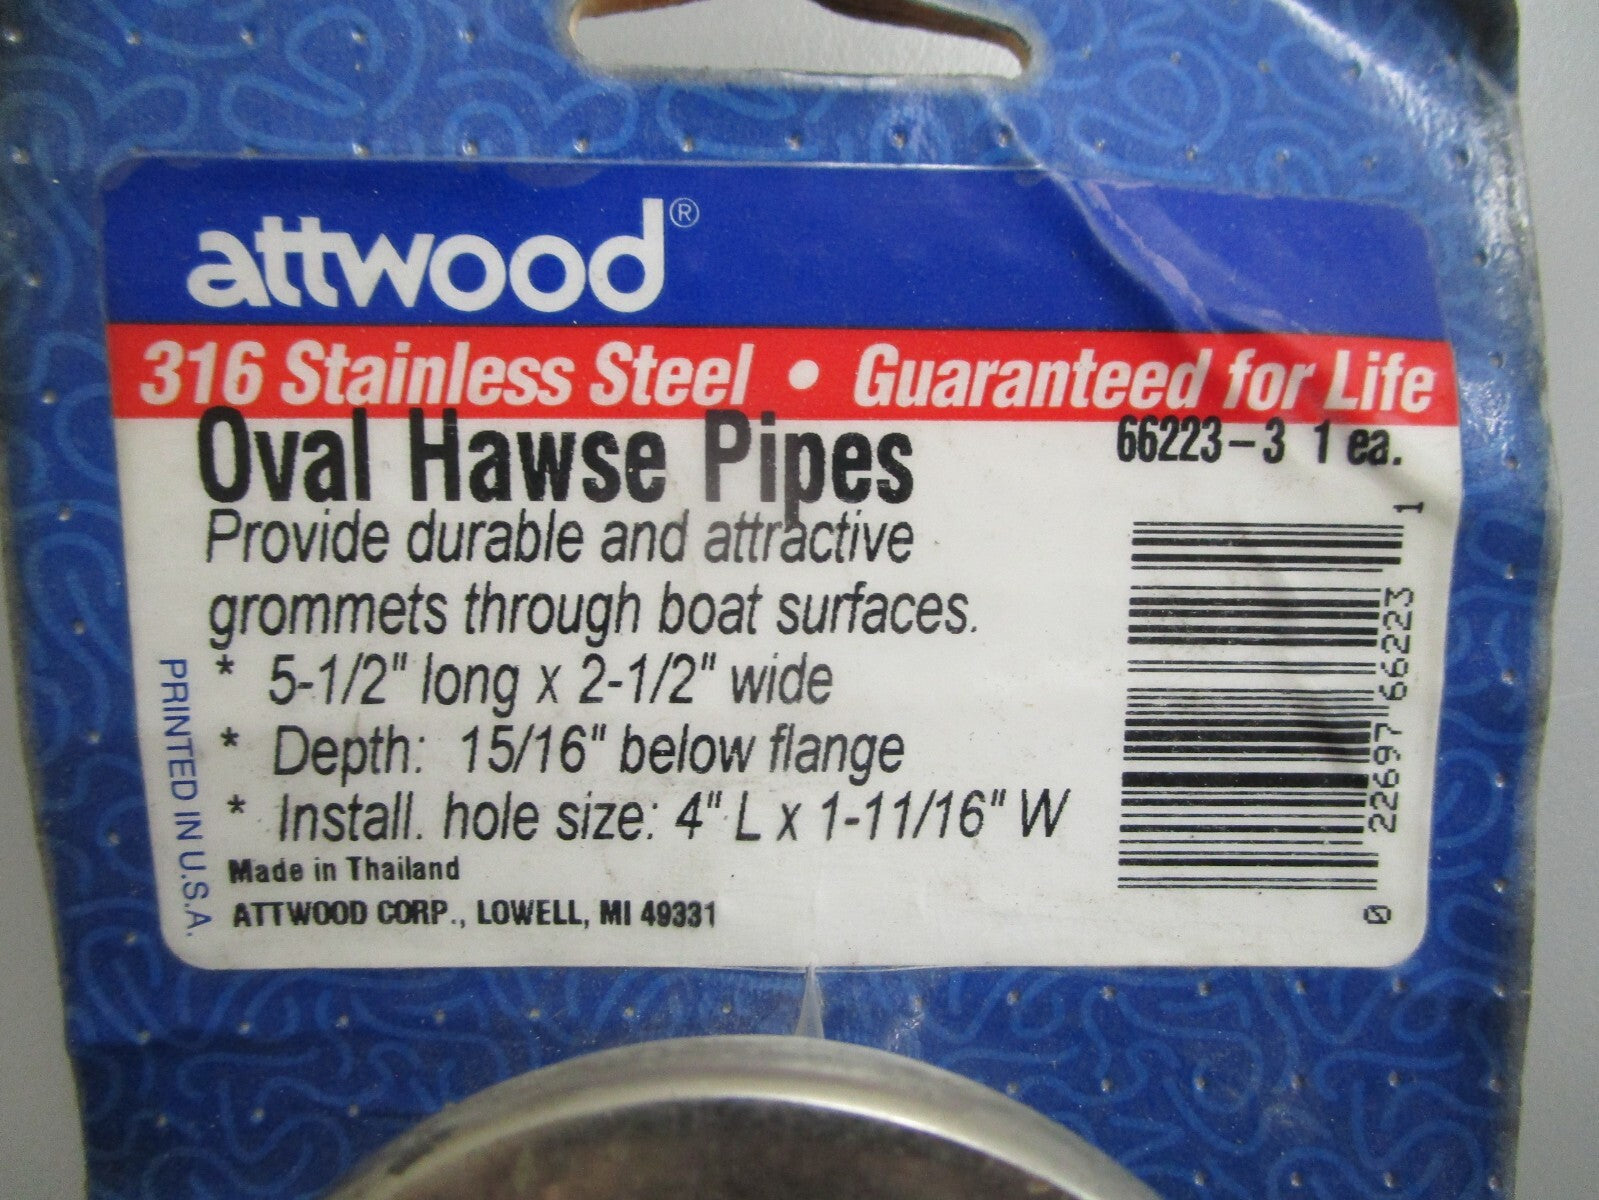 attwood®
316 Stainless Steel • Guaranteed for Life
Oval Hawse Pipes
66223-3 1 ea.
Provide durable and attractive
grommets through boat surfaces.
* 5-1/2" long x 2-1/2" wide
* Depth: 15/16" below flange
* Install. hole size: 4" L x 1-11/16" W
Made in Thailand
ATTWOOD CORP., LOWELL, MI 49331
PRINTED IN U.S.A.
0 22697 66223 1